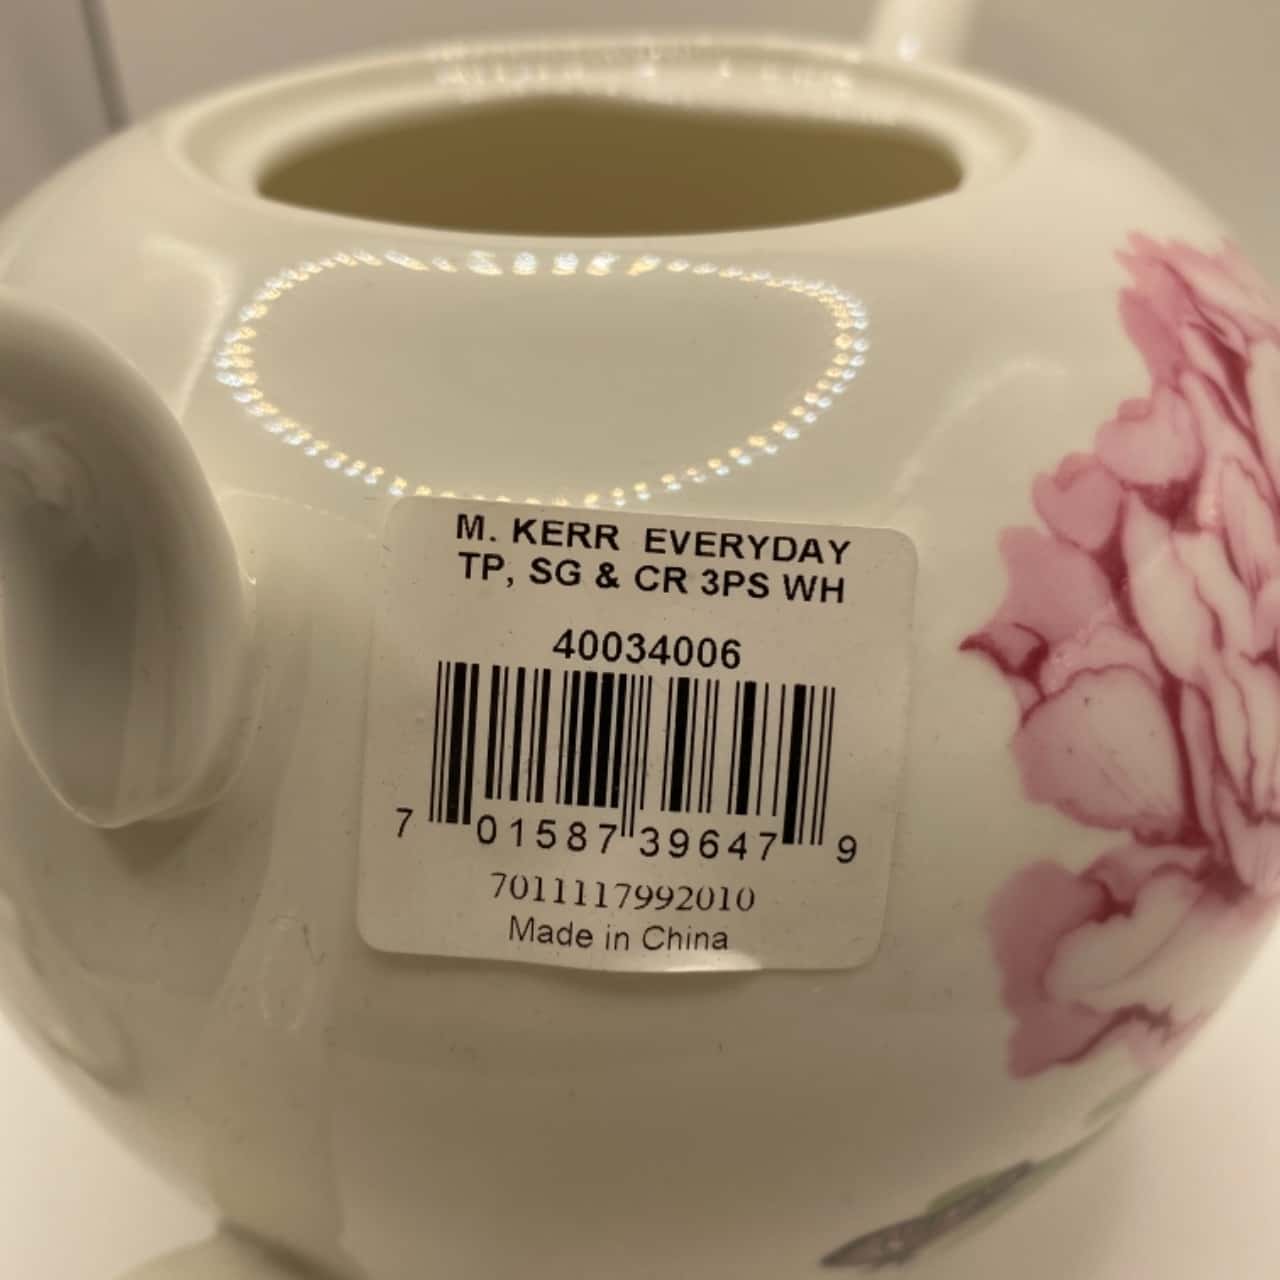 M. KERR EVERYDAY
TP, SG & CR 3PS WH
40034006
7 01587 39647 9
7011117992010
Made in China